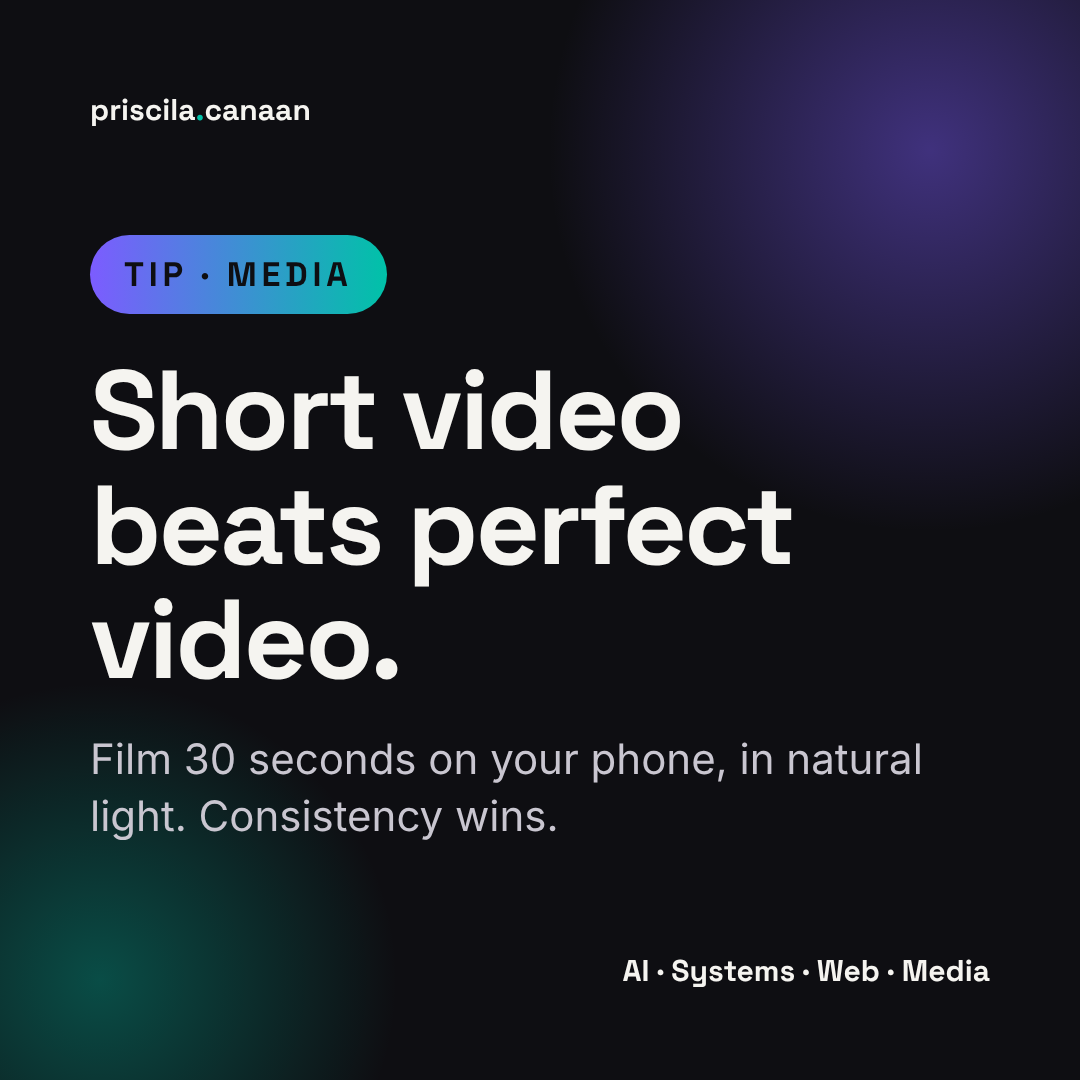 priscila.canaan
TIP · MEDIA
Short video
beats perfect
video.
Film 30 seconds on your phone, in natural
light. Consistency wins.
AI · Systems · Web · Media